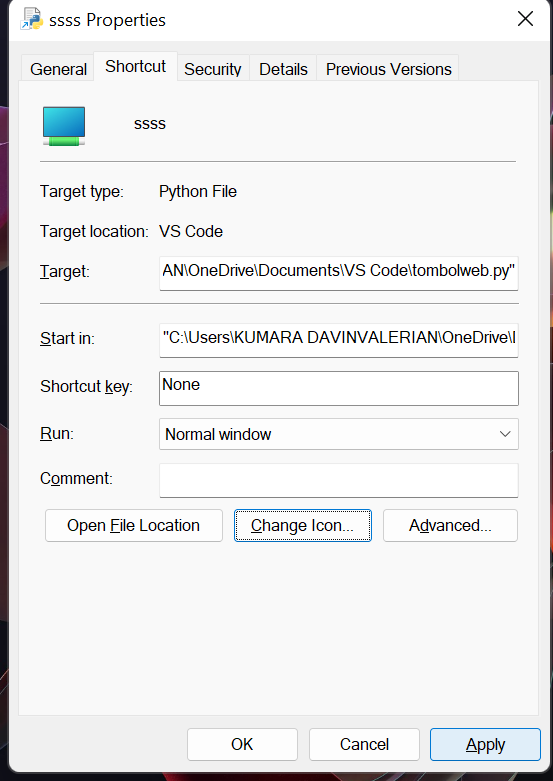 ssss Properties
General Shortcut Security Details Previous Versions
ssss
Target type: Python File
Target location: VS Code
Target: AN\OneDrive\Documents\VS Code\tombolweb.py"
Start in: "C:\Users\KUMARA DAVINVALERIAN\OneDrive\
Shortcut key: None
Run: Normal window
Comment:
Open File Location Change Icon... Advanced...
OK Cancel Apply